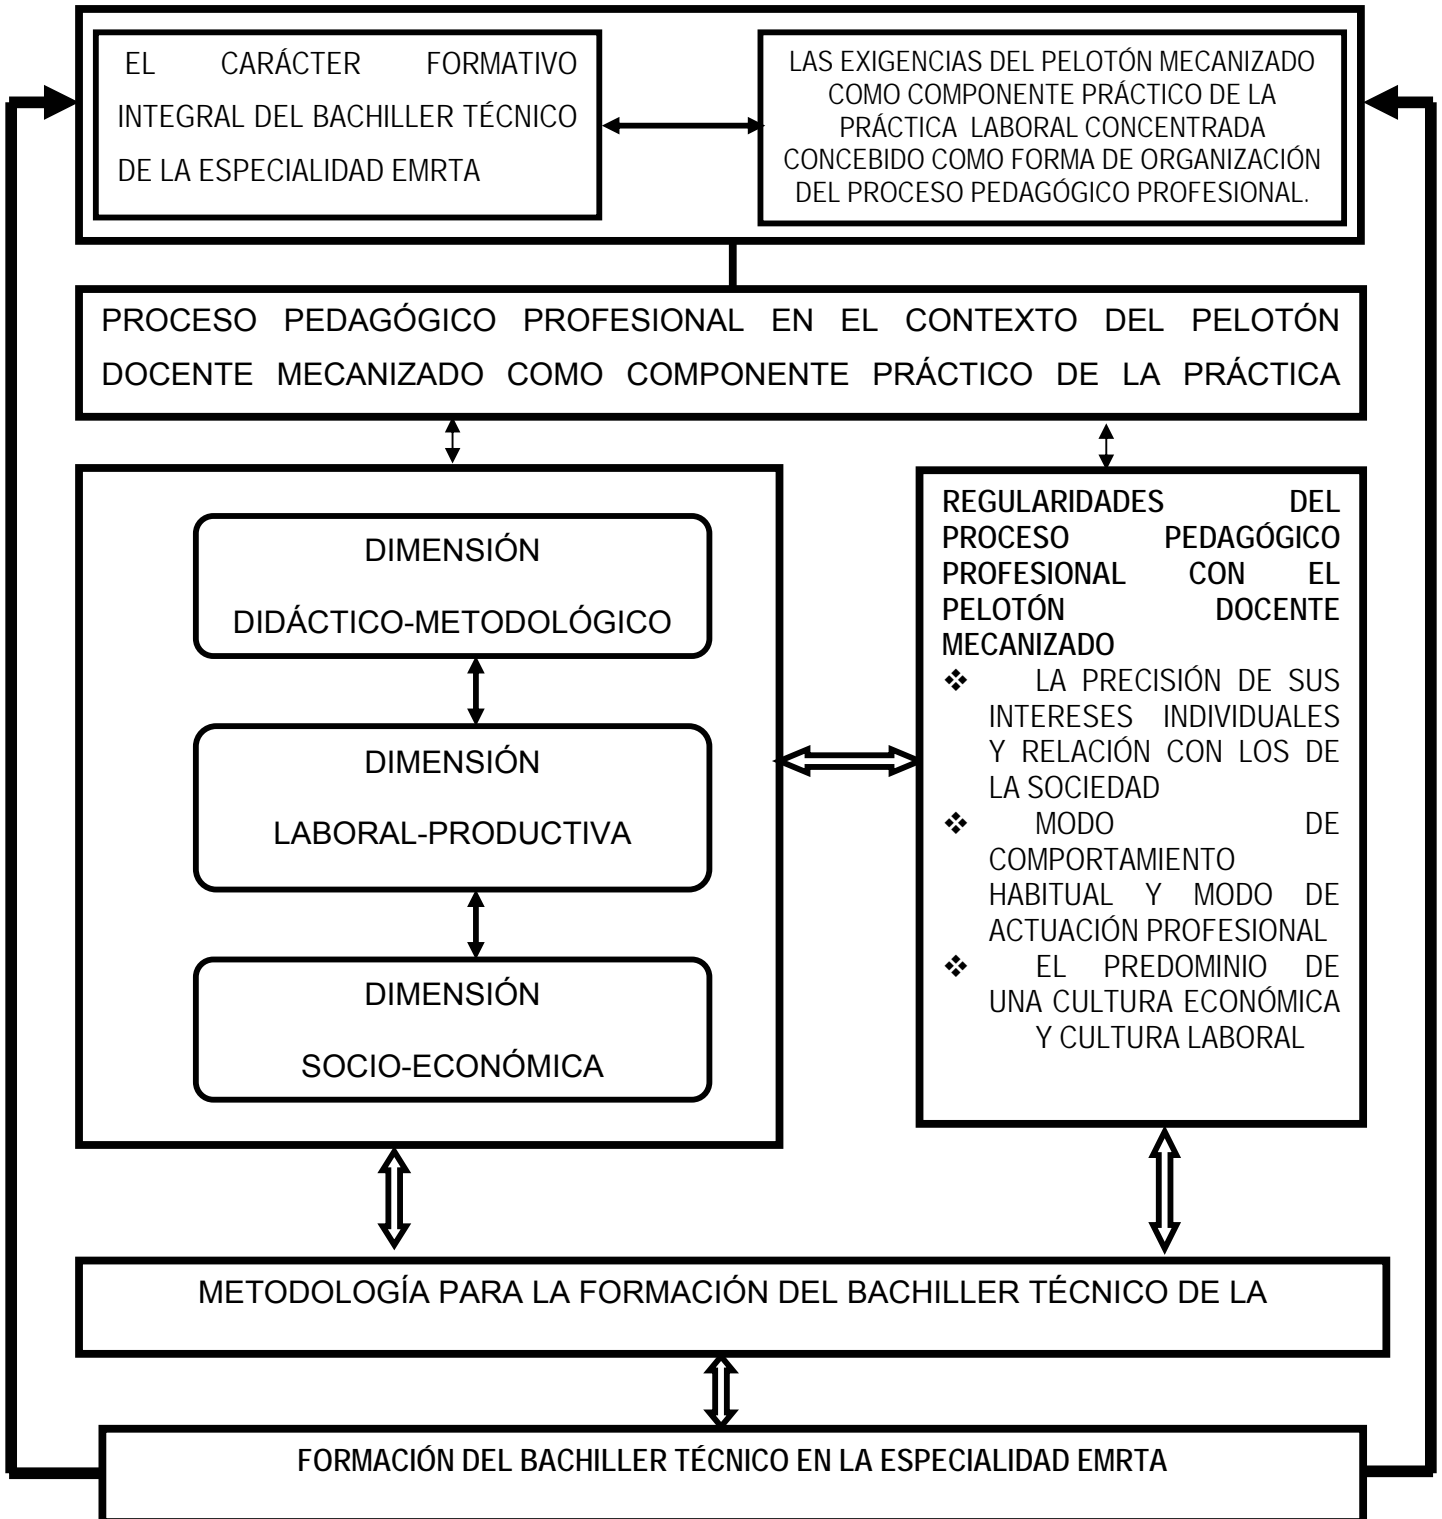 EL CARÁCTER FORMATIVO
INTEGRAL DEL BACHILLER TÉCNICO
DE LA ESPECIALIDAD EMRTA
LAS EXIGENCIAS DEL PELOTÓN MECANIZADO
COMO COMPONENTE PRÁCTICO DE LA
PRÁCTICA LABORAL CONCENTRADA
CONCEBIDO COMO FORMA DE ORGANIZACIÓN
DEL PROCESO PEDAGÓGICO PROFESIONAL.
PROCESO PEDAGÓGICO PROFESIONAL EN EL CONTEXTO DEL PELOTÓN
DOCENTE MECANIZADO COMO COMPONENTE PRÁCTICO DE LA PRÁCTICA
DIMENSIÓN
DIDÁCTICO-METODOLÓGICO
DIMENSIÓN
LABORAL-PRODUCTIVA
DIMENSIÓN
SOCIO-ECONÓMICA
REGULARIDADES DEL
PROCESO PEDAGÓGICO
PROFESIONAL CON EL
PELOTÓN DOCENTE
MECANIZADO
❖ LA PRECISIÓN DE SUS
INTERESES INDIVIDUALES
Y RELACIÓN CON LOS DE
LA SOCIEDAD
❖ MODO DE
COMPORTAMIENTO
HABITUAL Y MODO DE
ACTUACIÓN PROFESIONAL
❖ EL PREDOMINIO DE
UNA CULTURA ECONÓMICA
Y CULTURA LABORAL
METODOLOGÍA PARA LA FORMACIÓN DEL BACHILLER TÉCNICO DE LA
FORMACIÓN DEL BACHILLER TÉCNICO EN LA ESPECIALIDAD EMRTA